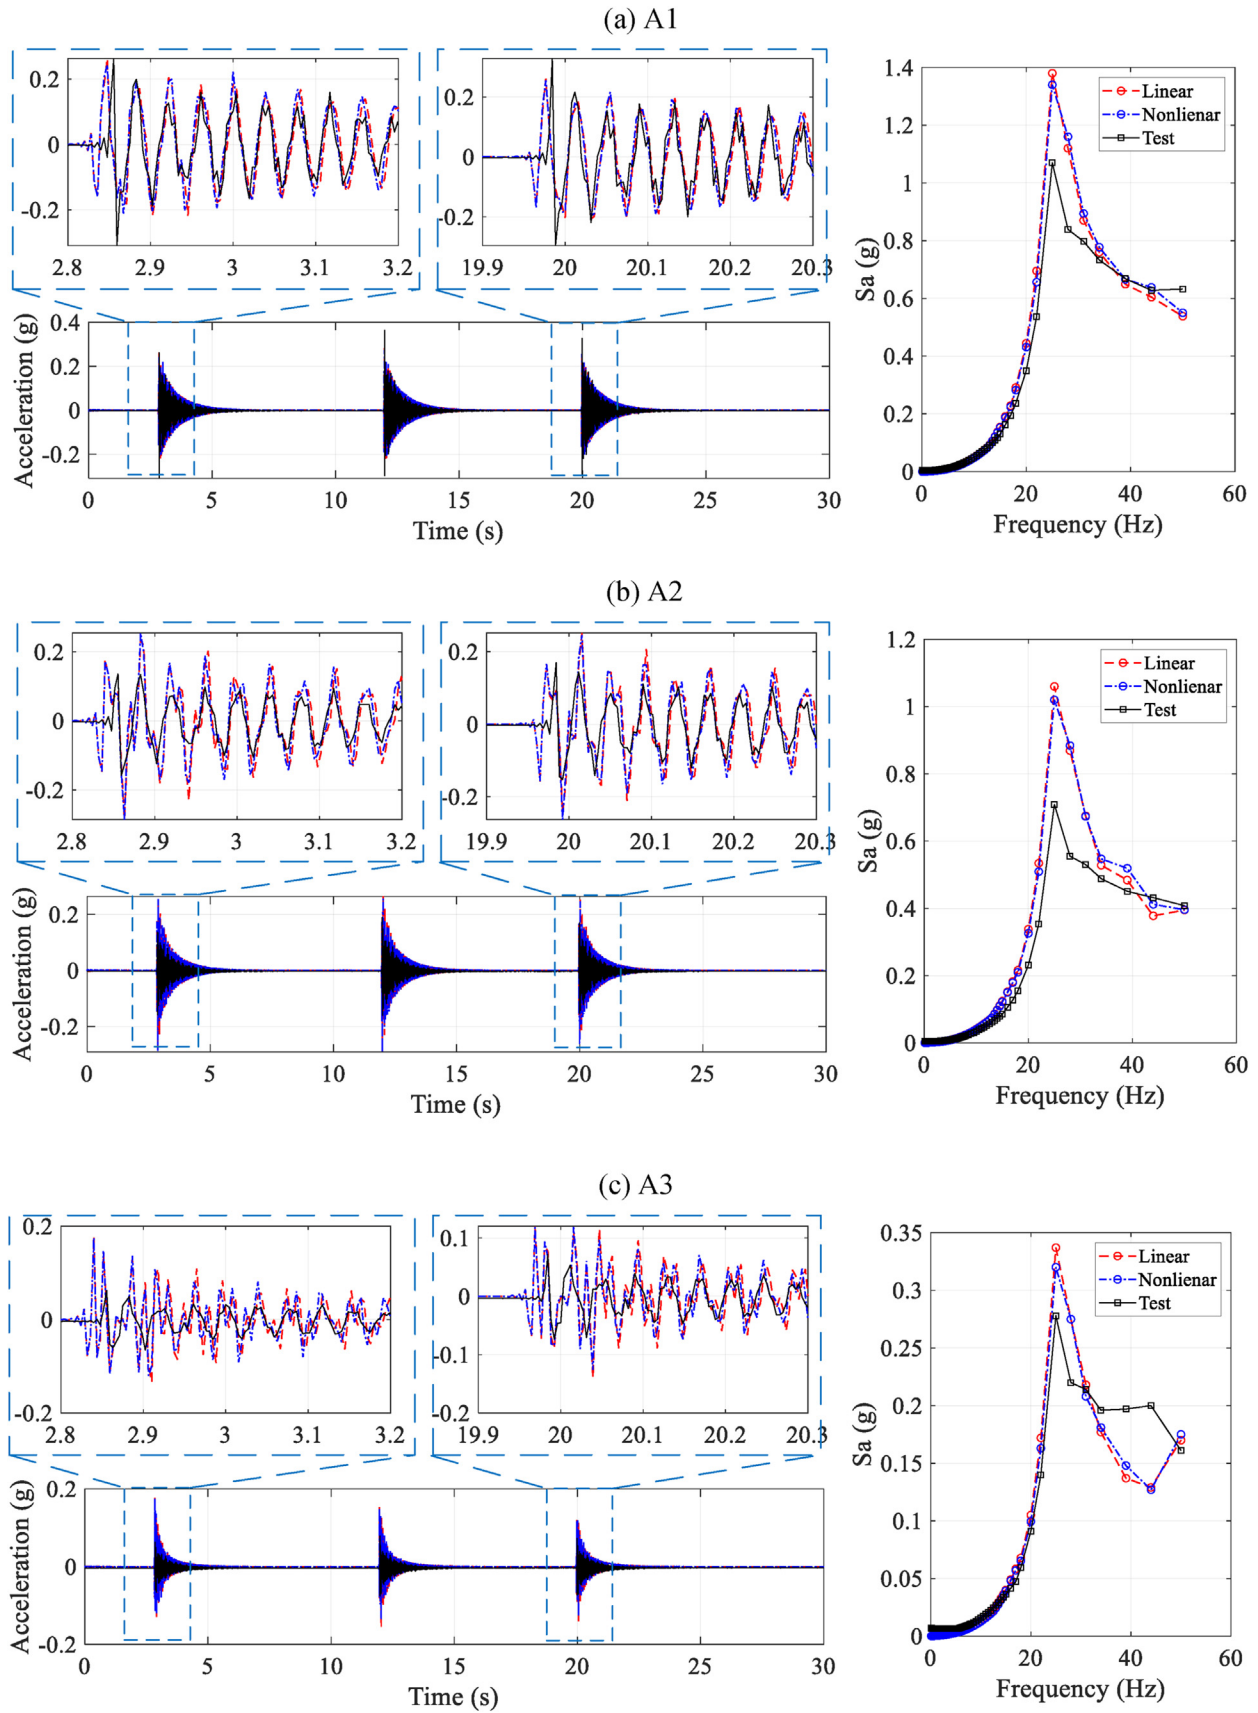 (a) A1
0.2
0
-0.2
2.8 2.9 3 3.1 3.2
0.2
0
-0.2
19.9 20 20.1 20.2 20.3
Acceleration (g)
0.4
0.2
0
-0.2
0 5 10 15 20 25 30
Time (s)
Sa (g)
1.4
1.2
1
0.8
0.6
0.4
0.2
0
0 20 40 60
Frequency (Hz)
Linear
Nonlienar
Test
(b) A2
0.2
0
-0.2
2.8 2.9 3 3.1 3.2
0.2
0
-0.2
19.9 20 20.1 20.2 20.3
Acceleration (g)
0.2
0
-0.2
0 5 10 15 20 25 30
Time (s)
Sa (g)
1.2
1
0.8
0.6
0.4
0.2
0
0 20 40 60
Frequency (Hz)
Linear
Nonlienar
Test
(c) A3
0.2
0
-0.2
2.8 2.9 3 3.1 3.2
0.1
0
-0.1
-0.2
19.9 20 20.1 20.2 20.3
Acceleration (g)
0.2
0
-0.2
0 5 10 15 20 25 30
Time (s)
Sa (g)
0.35
0.3
0.25
0.2
0.15
0.1
0.05
0
0 20 40 60
Frequency (Hz)
Linear
Nonlienar
Test